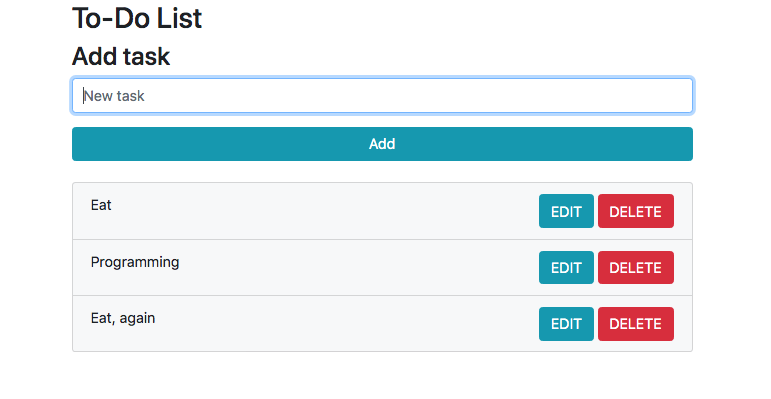 To-Do List
Add task
New task
Add
Eat EDIT DELETE
Programming EDIT DELETE
Eat, again EDIT DELETE